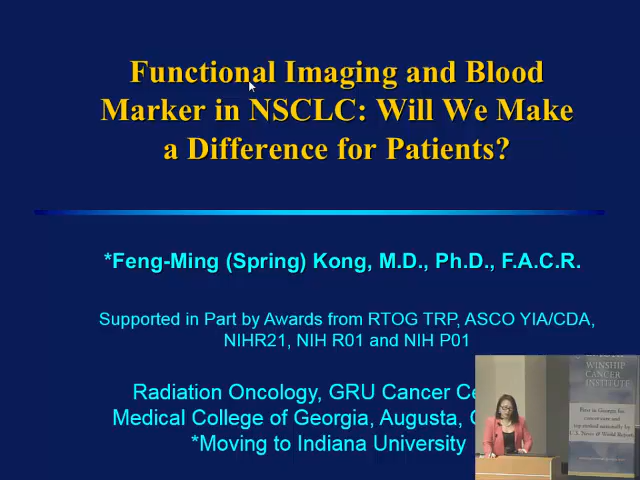 Functional Imaging and Blood
Marker in NSCLC: Will We Make
a Difference for Patients?
*Feng-Ming (Spring) Kong, M.D., Ph.D., F.A.C.R.
Supported in Part by Awards from RTOG TRP, ASCO YIA/CDA,
NIHR21, NIH R01 and NIH P01
Radiation Oncology, GRU Cancer Ce
Medical College of Georgia, Augusta,
*Moving to Indiana University
WINSHIP
CANCER
INSTITUTE